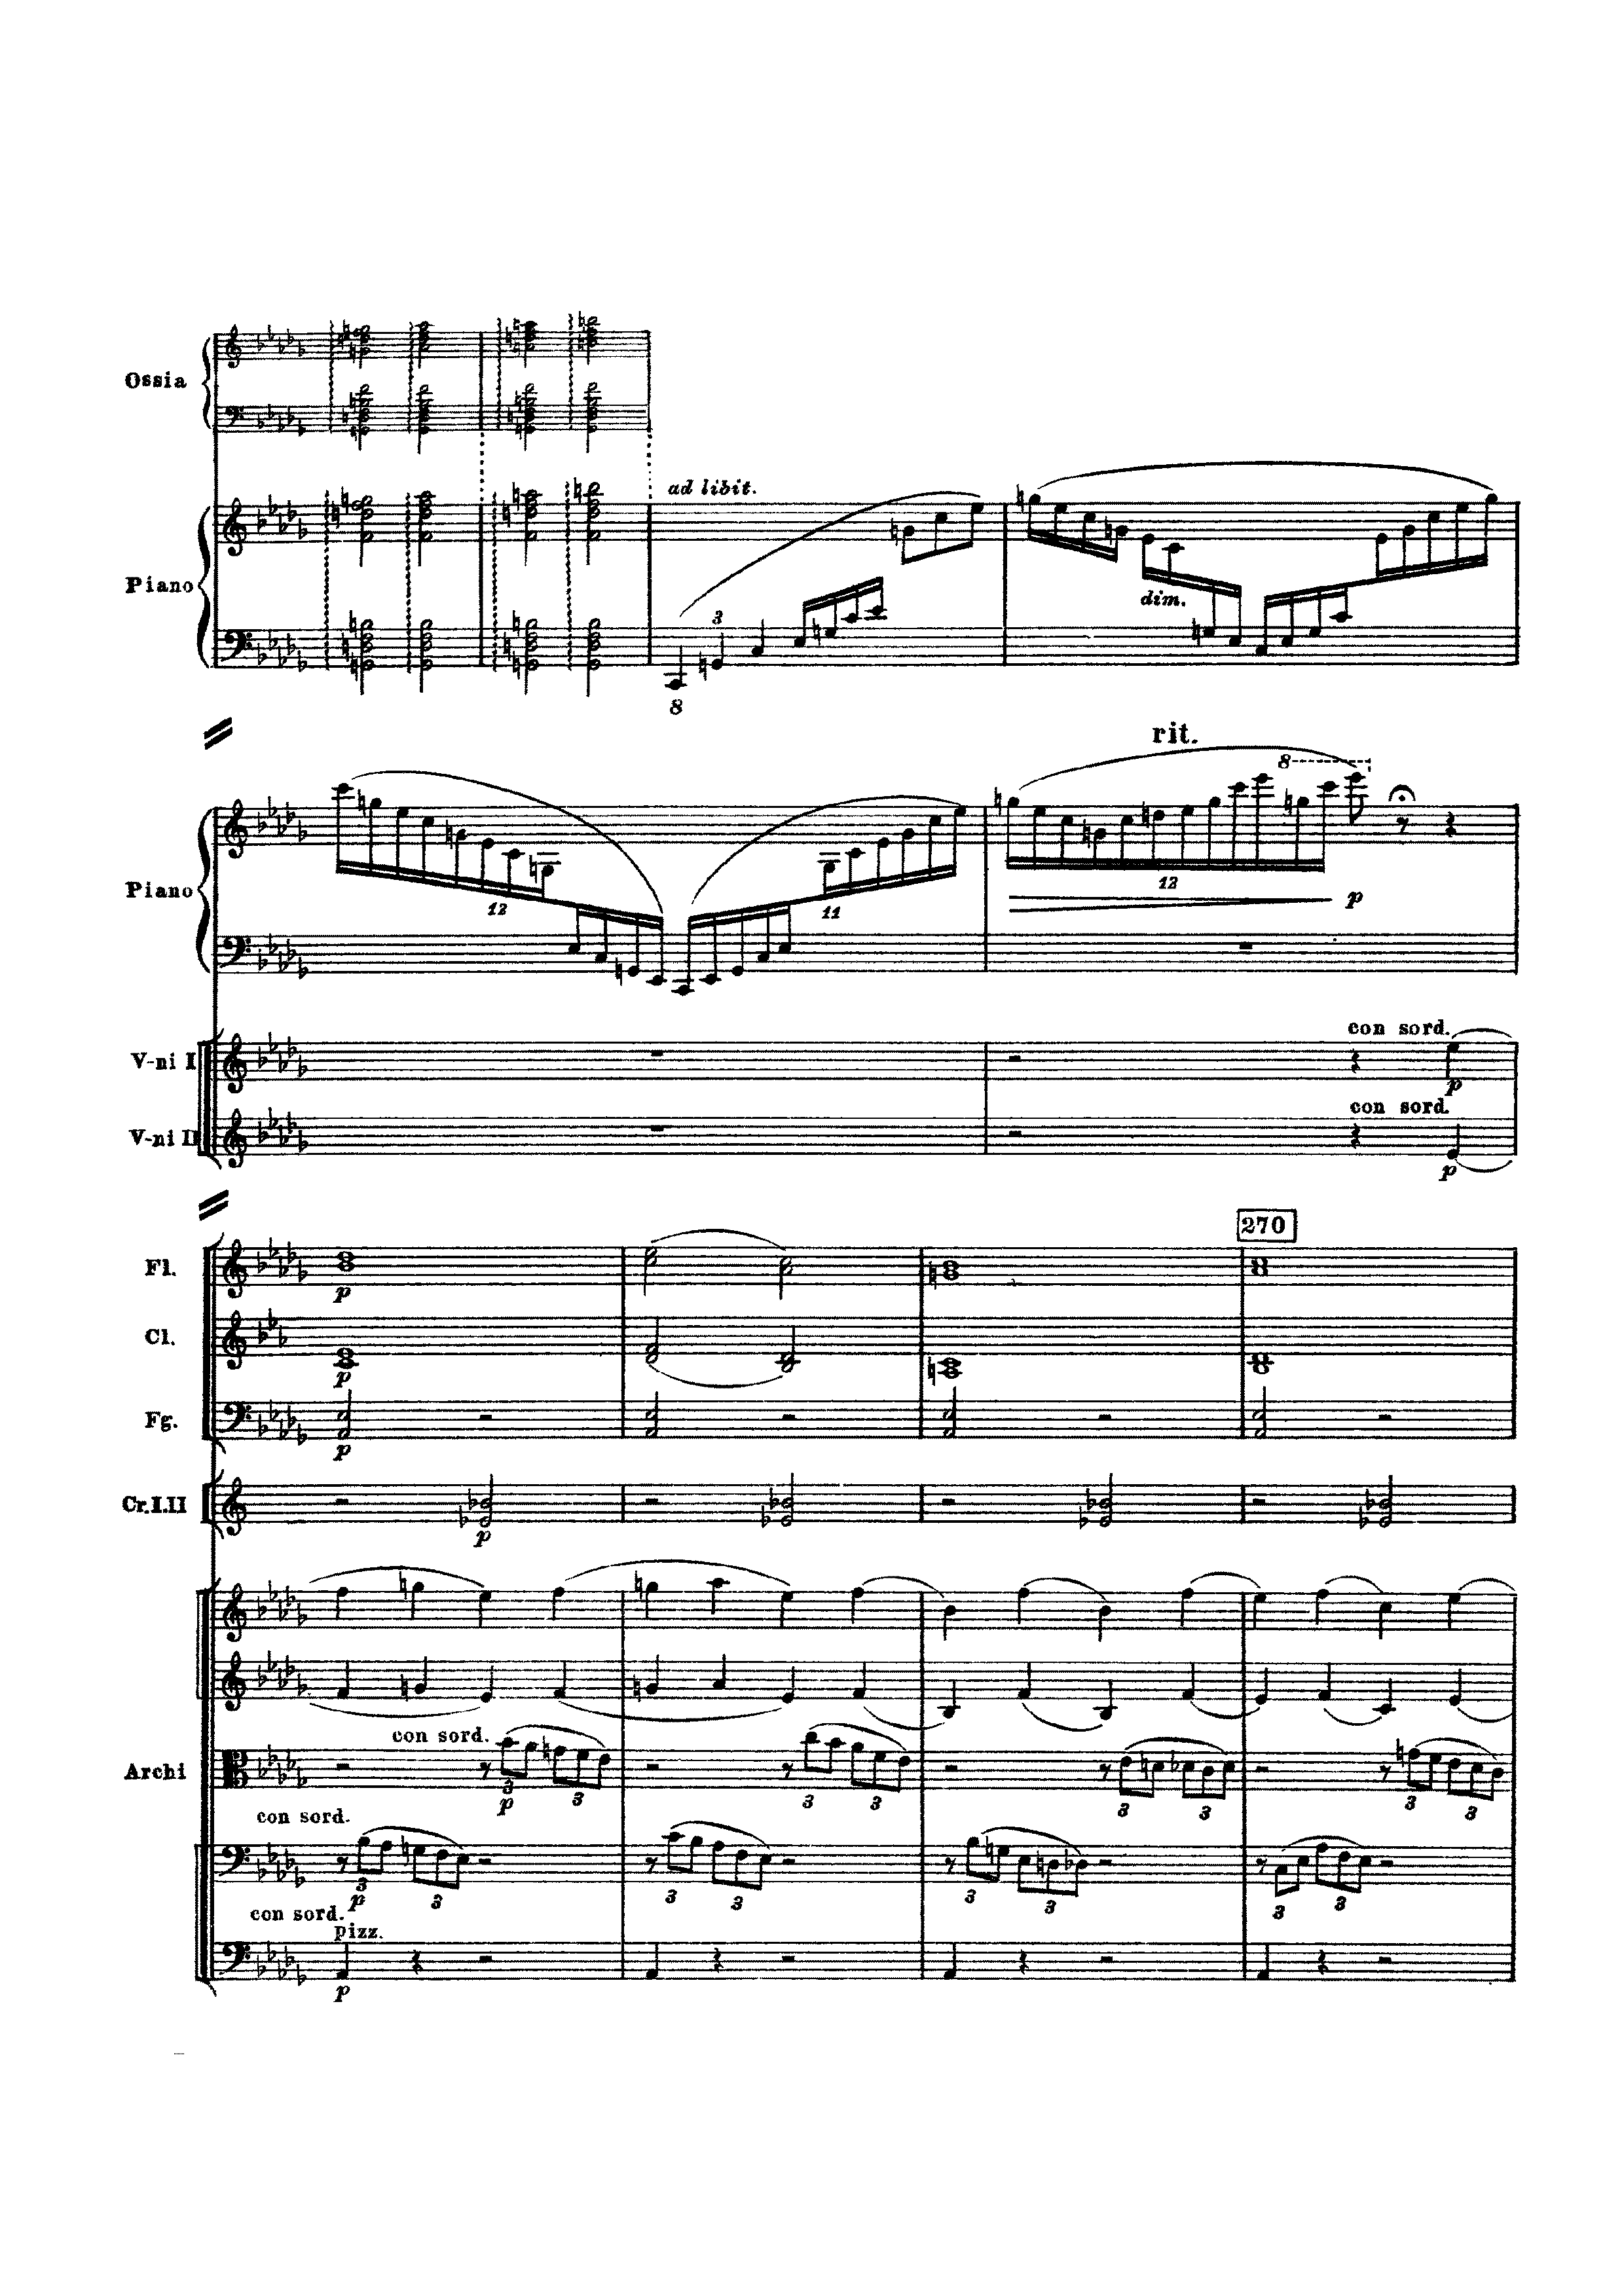 Ossia
ad libit.
Piano
3
dim.
8
rit.
8
Piano
12
11
12
p
con sord.
V-ni I
p
con sord.
V-ni II
p
270
Fl.
p
Cl.
p
Fg.
p
Cr.I.II
p
con sord.
Archi
3
3
3
3
3
3
3
3
p
con sord.
3
3
3
3
3
3
3
3
p
con sord.
pizz.
p